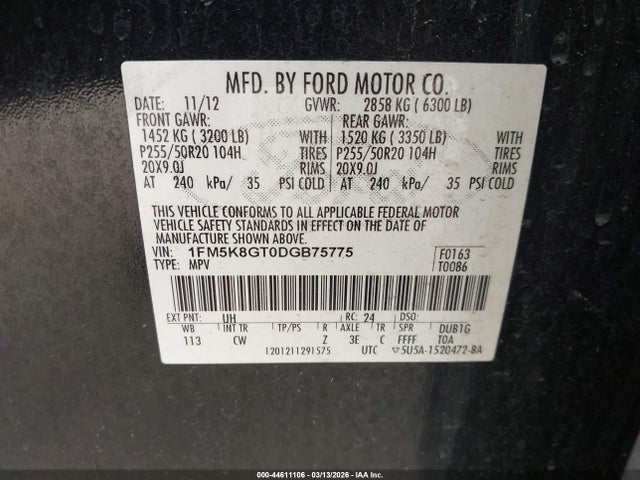 MFD. BY FORD MOTOR CO.
DATE: 11/12 GVWR: 2858 KG ( 6300 LB)
FRONT GAWR: REAR GAWR:
1452 KG ( 3200 LB) WITH 1520 KG ( 3350 LB) WITH
P255/50R20 104H TIRES P255/50R20 104H TIRES
20X9.0J RIMS 20X9.0J RIMS
AT 240 kPa/ 35 PSI COLD AT 240 kPa/ 35 PSI COLD
THIS VEHICLE CONFORMS TO ALL APPLICABLE FEDERAL MOTOR
VEHICLE SAFETY STANDARDS IN EFFECT ON THE DATE OF
MANUFACTURE SHOWN ABOVE.
VIN: 1FM5K8GT0DGB75775 F0163
TYPE: MPV T0086
EXT PNT: UH RC: 24 DSO:
WB INT TR TP/PS R AXLE TR SPR DUB1G
113 CW Z 3E C FFFF TOA
1201211291575 UTC ▽5U5A-1520472-BA
000-44611106 | 03/13/2026 | IAA Inc.